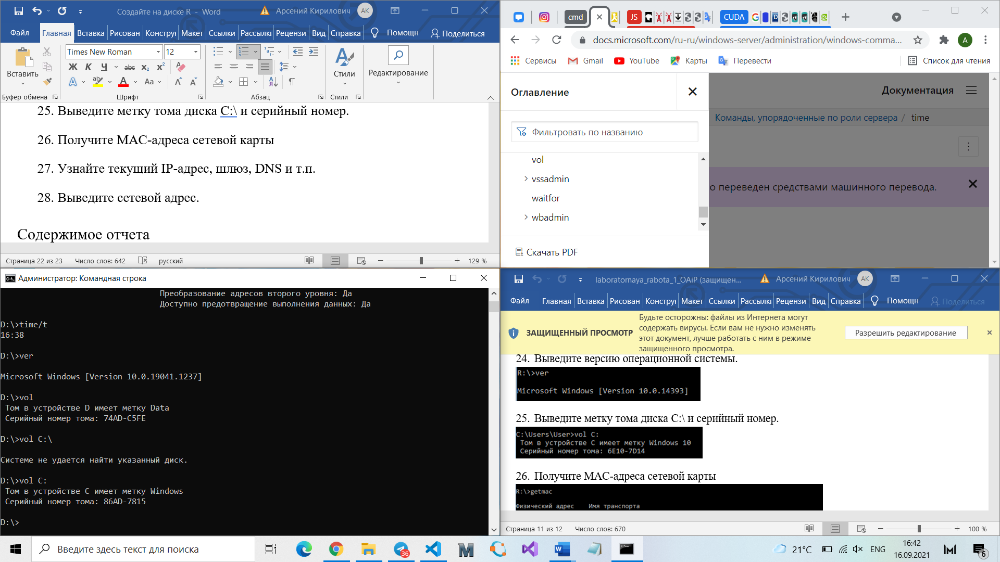 Создайте на диске R - Word
Арсений Кирилович
АК
Файл Главная Вставка Рисован Констру Макет Ссылки Рассылк Рецензи Вид Справка Помощн Поделиться
Times New Roman 12
Ж К Ч abc x₂ x²
Aa
Вставить
Стили
Редактирование
Буфер обмена Шрифт Абзац Стили
25. Выведите метку тома диска C:\ и серийный номер.
26. Получите MAC-адреса сетевой карты
27. Узнайте текущий IP-адрес, шлюз, DNS и т.п.
28. Выведите сетевой адрес.
Содержимое отчета
Страница 22 из 23 Число слов: 642 русский 129 %
cmd JS CUDA
docs.microsoft.com/ru-ru/windows-server/administration/windows-comma...
A
Сервисы Gmail YouTube Карты Перевести Список для чтения
Оглавление
Документация
Команды, упорядоченные по роли сервера / time
Фильтровать по названию
vol
vssadmin
о переведен средствами машинного перевода.
waitfor
wbadmin
Скачать PDF
Администратор: Командная строка
Преобразование адресов второго уровня: Да
Доступно предотвращение выполнения данных: Да
D:\>time/t
16:38
D:\>ver
Microsoft Windows [Version 10.0.19041.1237]
D:\>vol
Том в устройстве D имеет метку Data
Серийный номер тома: 74AD-C5FE
D:\>vol C:\
Системе не удается найти указанный диск.
D:\>vol C:
Том в устройстве C имеет метку Windows
Серийный номер тома: 86AD-7815
D:\>
laboratornaya_rabota_1_OAiP (защищен...
Арсений Кирилович
АК
Файл Главная Вставка Рисован Констру Макет Ссылки Рассылк Рецензи Вид Справка Помощн Поделиться
ЗАЩИЩЕННЫЙ ПРОСМОТР
Будьте осторожны: файлы из Интернета могут
содержать вирусы. Если вам не нужно изменять
этот документ, лучше работать с ним в режиме
защищенного просмотра.
Разрешить редактирование
24. Выведите версию операционной системы.
R:\>ver
Microsoft Windows [Version 10.0.14393]
25. Выведите метку тома диска C:\ и серийный номер.
C:\Users\User>vol C:
Том в устройстве C имеет метку Windows 10
Серийный номер тома: 6E10-7D14
26. Получите MAC-адреса сетевой карты
R:\>getmac
Физический адрес Имя транспорта
Страница 11 из 12 Число слов: 670 100 %
Введите здесь текст для поиска
36
21°C
ENG
16:42
16.09.2021
6